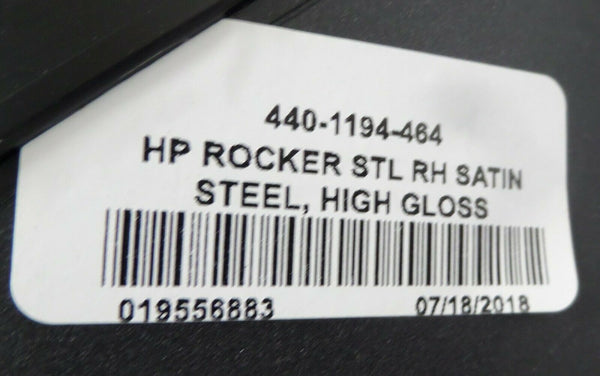 440-1194-464
HP ROCKER STL RH SATIN
STEEL, HIGH GLOSS
019556883 07/18/2018